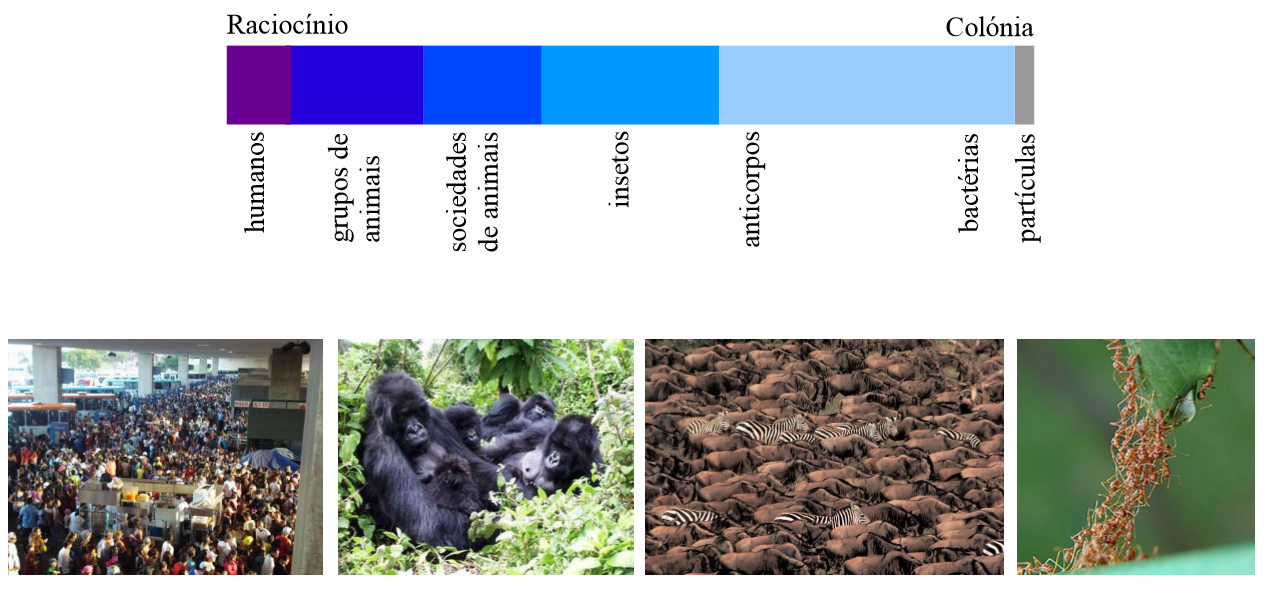 Raciocínio
Colónia
humanos
grupos de
animais
sociedades
de animais
insetos
anticorpos
bactérias
partículas